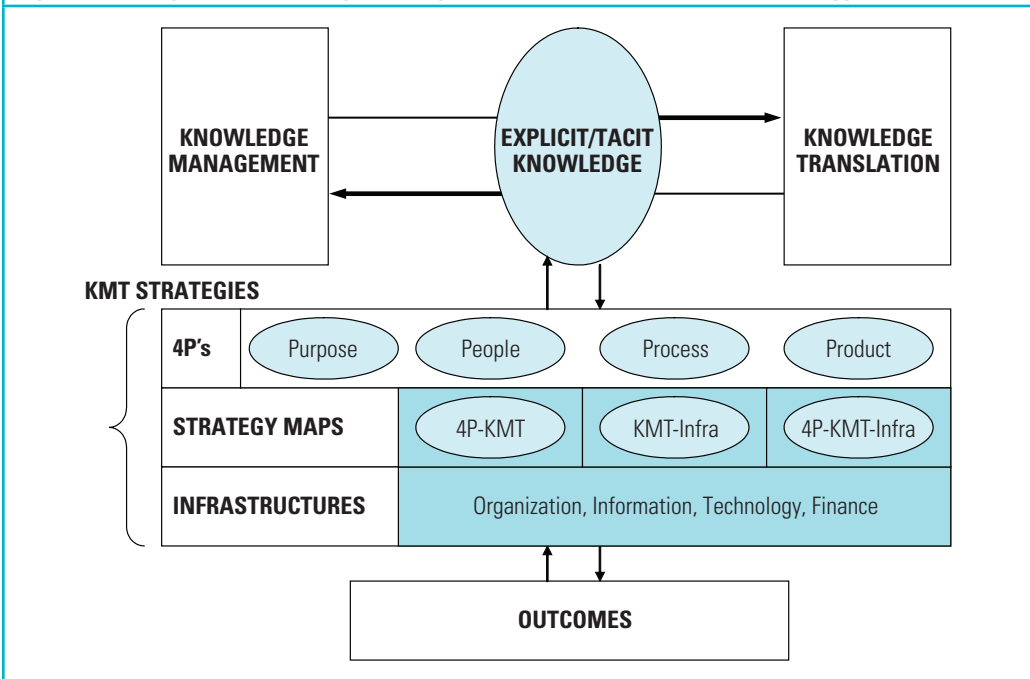 KNOWLEDGE
MANAGEMENT
EXPLICIT/TACIT
KNOWLEDGE
KNOWLEDGE
TRANSLATION
KMT STRATEGIES
4P's
Purpose
People
Process
Product
STRATEGY MAPS
4P-KMT
KMT-Infra
4P-KMT-Infra
INFRASTRUCTURES
Organization, Information, Technology, Finance
OUTCOMES